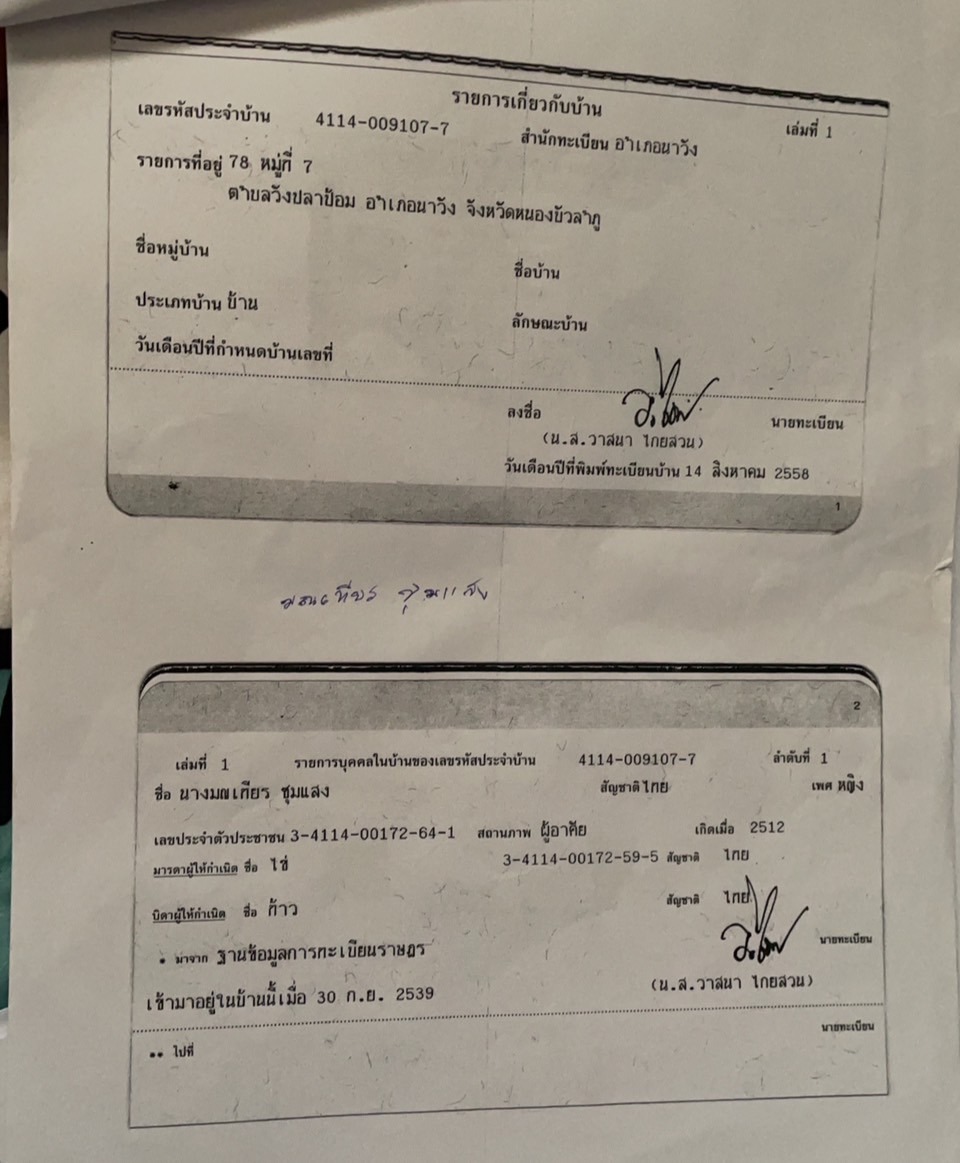 รายการเกี่ยวกับบ้าน
เล่มที่ 1
เลขรหัสประจำบ้าน 4114-009107-7 สำนักทะเบียน อำเภอนาวัง
รายการที่อยู่ 78 หมู่ที่ 7
ตำบลวังปลาป้อม อำเภอนาวัง จังหวัดหนองบัวลำภู
ชื่อหมู่บ้าน ชื่อบ้าน
ประเภทบ้าน บ้าน ลักษณะบ้าน
วันเดือนปีที่กำหนดบ้านเลขที่
ลงชื่อ นายทะเบียน
(น.ส.วาสนา ไทยสวน)
วันเดือนปีที่พิมพ์ทะเบียนบ้าน 14 สิงหาคม 2558
1
2
เล่มที่ 1 รายการบุคคลในบ้านของเลขรหัสประจำบ้าน 4114-009107-7 ลำดับที่ 1
ชื่อ นางมณเฑียร ชุมแสง สัญชาติ ไทย เพศ หญิง
เลขประจำตัวประชาชน 3-4114-00172-64-1 สถานภาพ ผู้อาศัย เกิดเมื่อ 2512
มารดาผู้ให้กำเนิด ชื่อ ไข่ 3-4114-00172-59-5 สัญชาติ ไทย
บิดาผู้ให้กำเนิด ชื่อ ก้าว สัญชาติ ไทย
* มาจาก ฐานข้อมูลการทะเบียนราษฎร นายทะเบียน
(น.ส.วาสนา ไทยสวน)
เข้ามาอยู่ในบ้านนี้เมื่อ 30 ก.ย. 2539
** ไปที่ นายทะเบียน